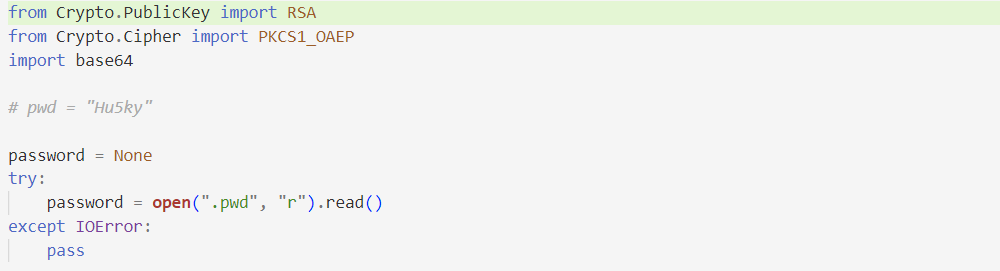 from Crypto.PublicKey import RSA
from Crypto.Cipher import PKCS1_OAEP
import base64
# pwd = "Hu5ky"
password = None
try:
    password = open(".pwd", "r").read()
except IOError:
    pass